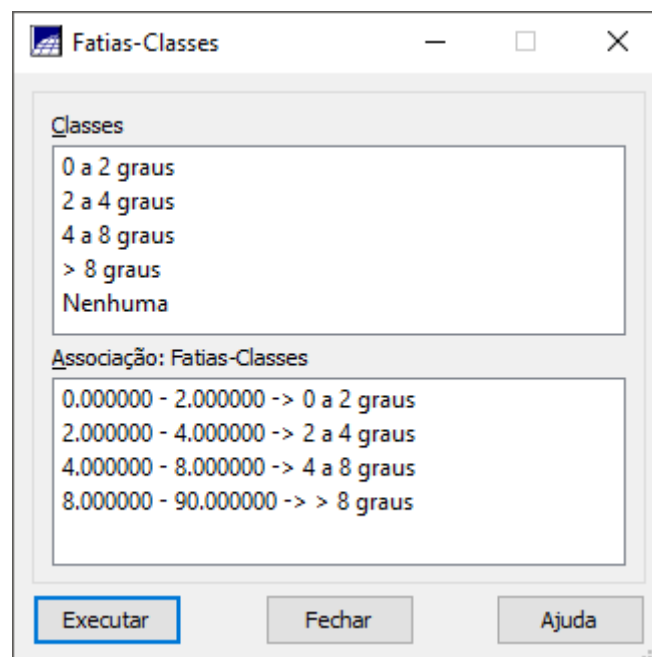 Fatias-Classes
Classes
0 a 2 graus
2 a 4 graus
4 a 8 graus
> 8 graus
Nenhuma
Associação: Fatias-Classes
0.000000 - 2.000000 -> 0 a 2 graus
2.000000 - 4.000000 -> 2 a 4 graus
4.000000 - 8.000000 -> 4 a 8 graus
8.000000 - 90.000000 -> > 8 graus
Executar Fechar Ajuda